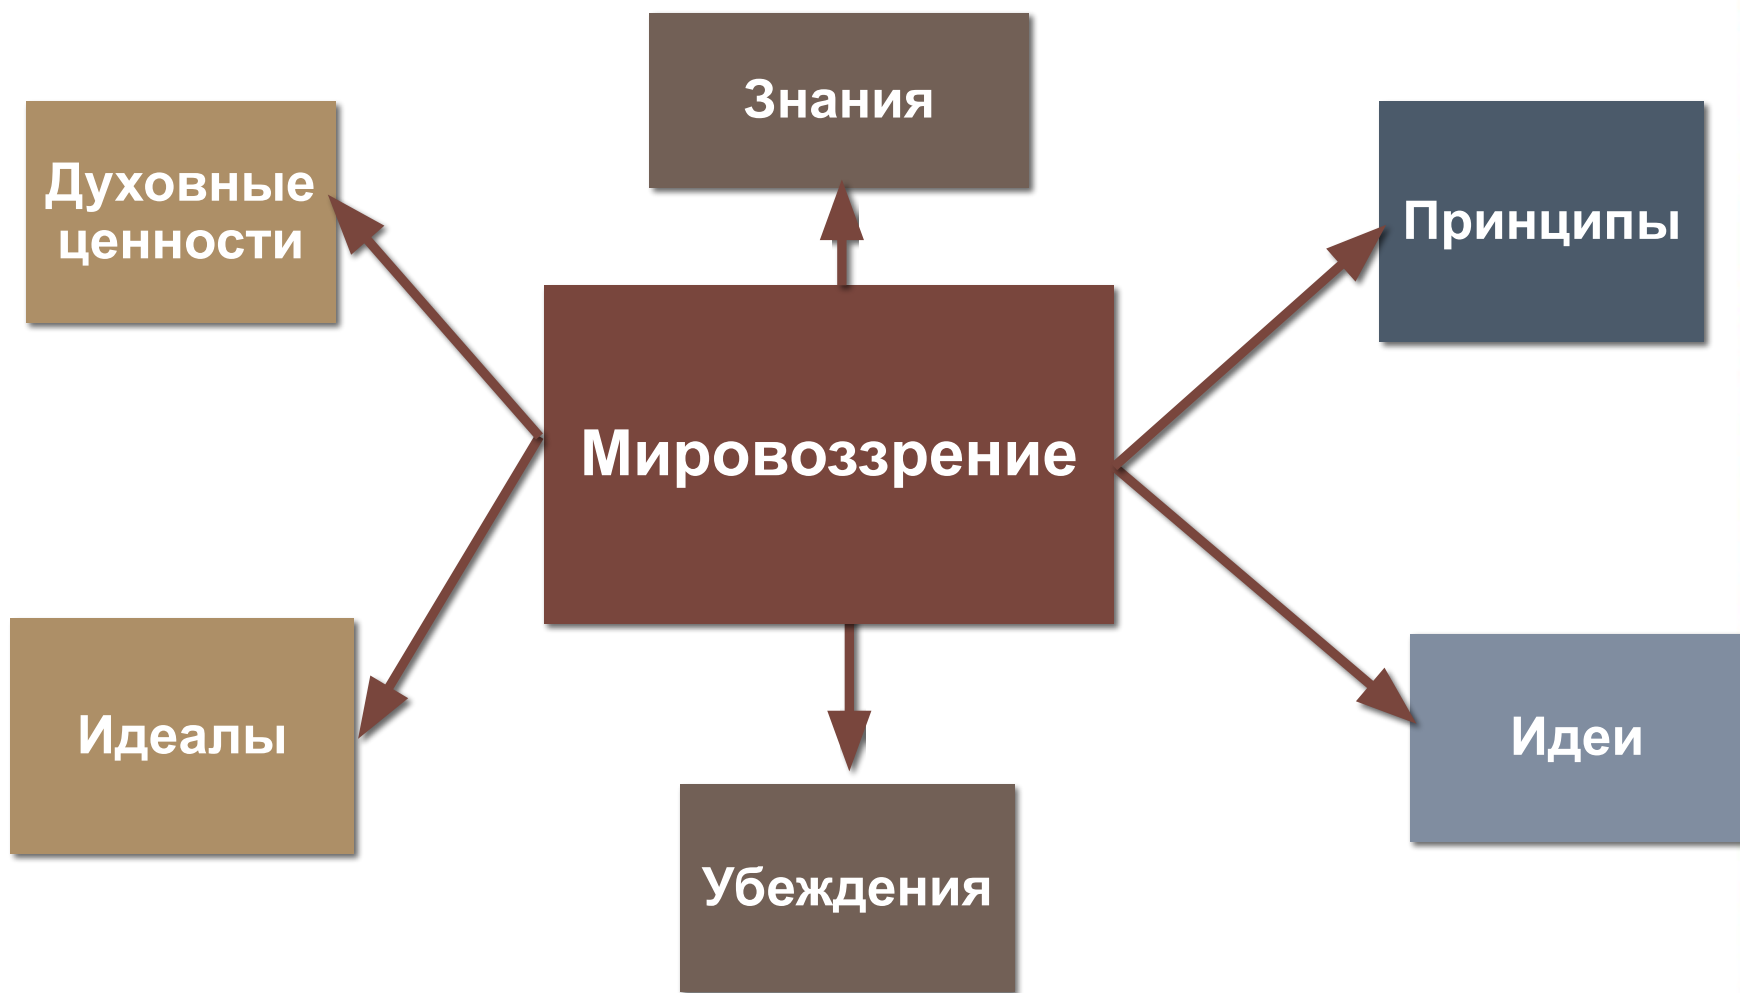 Знания
Духовные
ценности
Принципы
Мировоззрение
Идеалы
Идеи
Убеждения